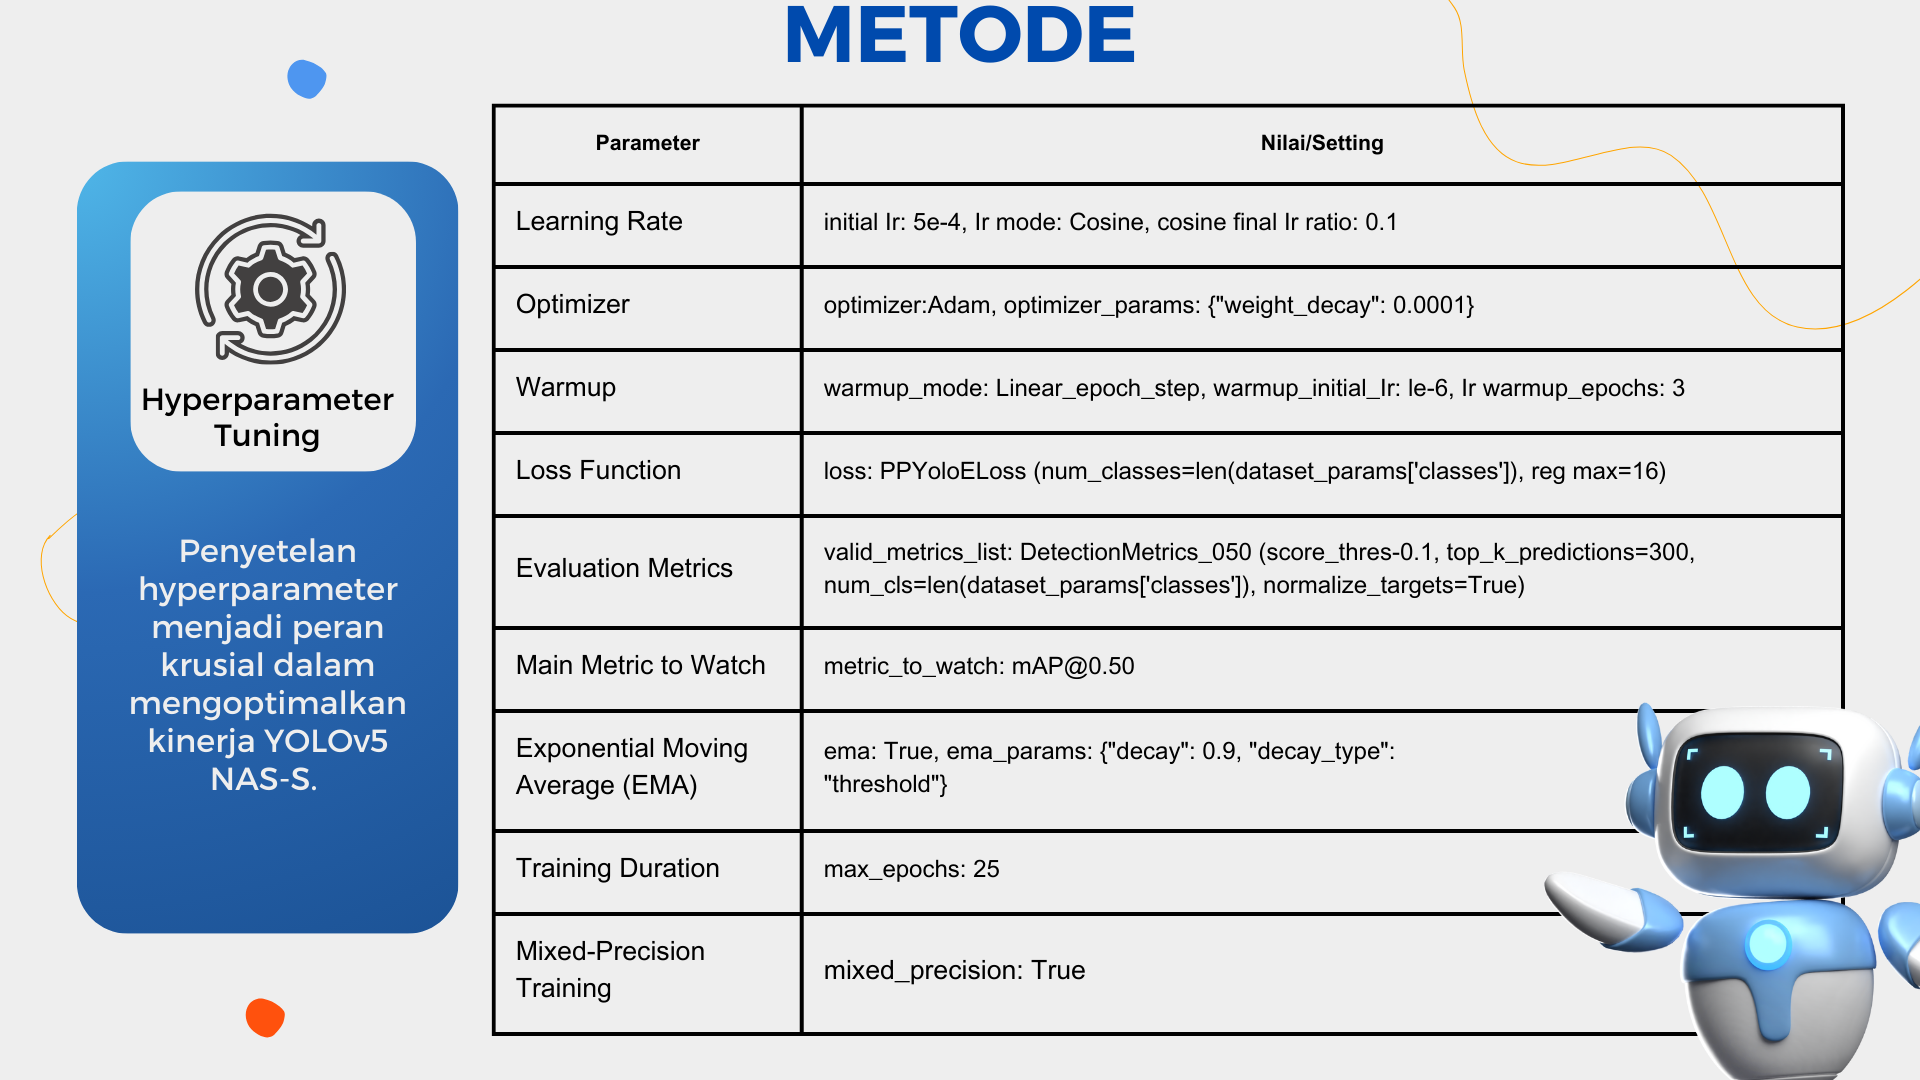 METODE
Hyperparameter
Tuning
Penyetelan
hyperparameter
menjadi peran
krusial dalam
mengoptimalkan
kinerja YOLOv5
NAS-S.
Parameter
Nilai/Setting
Learning Rate
initial Ir: 5e-4, Ir mode: Cosine, cosine final Ir ratio: 0.1
Optimizer
optimizer:Adam, optimizer_params: {"weight_decay": 0.0001}
Warmup
warmup_mode: Linear_epoch_step, warmup_initial_Ir: le-6, Ir warmup_epochs: 3
Loss Function
loss: PPYoloELoss (num_classes=len(dataset_params['classes']), reg max=16)
Evaluation Metrics
valid_metrics_list: DetectionMetrics_050 (score_thres-0.1, top_k_predictions=300,
num_cls=len(dataset_params['classes']), normalize_targets=True)
Main Metric to Watch
metric_to_watch: mAP@0.50
Exponential Moving
Average (EMA)
ema: True, ema_params: {"decay": 0.9, "decay_type":
"threshold"}
Training Duration
max_epochs: 25
Mixed-Precision
Training
mixed_precision: True